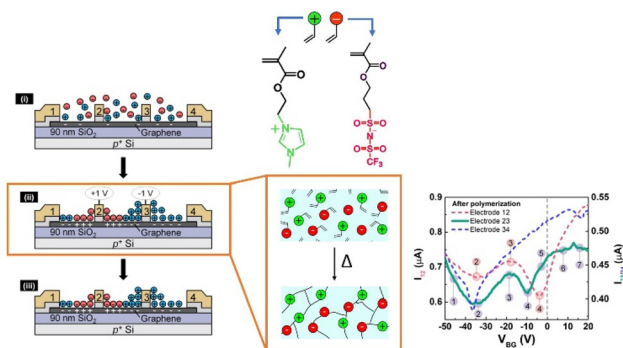 +
−
O
O
O
O
N
+
N
O=S=O
N
−
O=S=O
CF3
(i)
1
2
3
4
90 nm SiO2
Graphene
p+ Si
(ii)
+1 V
-1 V
1
2
3
4
90 nm SiO2
p+ Si
(iii)
1
2
3
4
90 nm SiO2
Graphene
p+ Si
Δ
After polymerization
Electrode 12
Electrode 23
Electrode 34
I12 (μA)
0.9
0.8
0.7
0.6
0.55
0.50
0.45
0.40
-50
-40
-30
-20
-10
0
10
20
VBG (V)
1
2
3
4
5
6
7
2
3
4